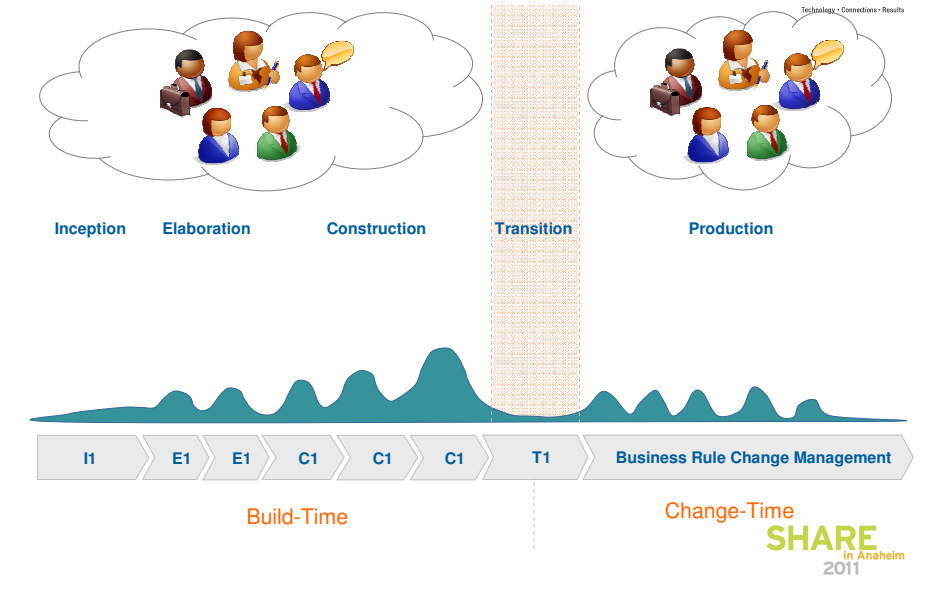 Technology • Connections • Results
Inception Elaboration Construction Transition Production
I1 E1 E1 C1 C1 C1 T1 Business Rule Change Management
Build-Time Change-Time
SHARE
in Anaheim
2011